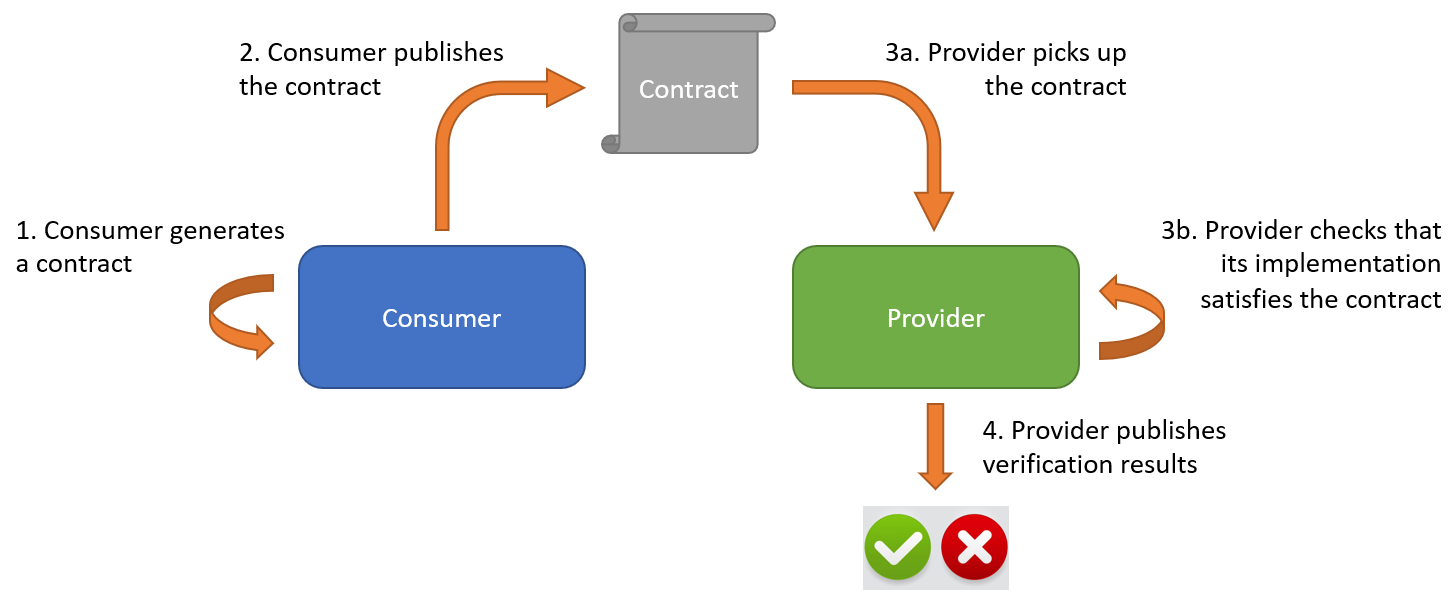 2. Consumer publishes
the contract
Contract
3a. Provider picks up
the contract
1. Consumer generates
a contract
Consumer
Provider
3b. Provider checks that
its implementation
satisfies the contract
4. Provider publishes
verification results